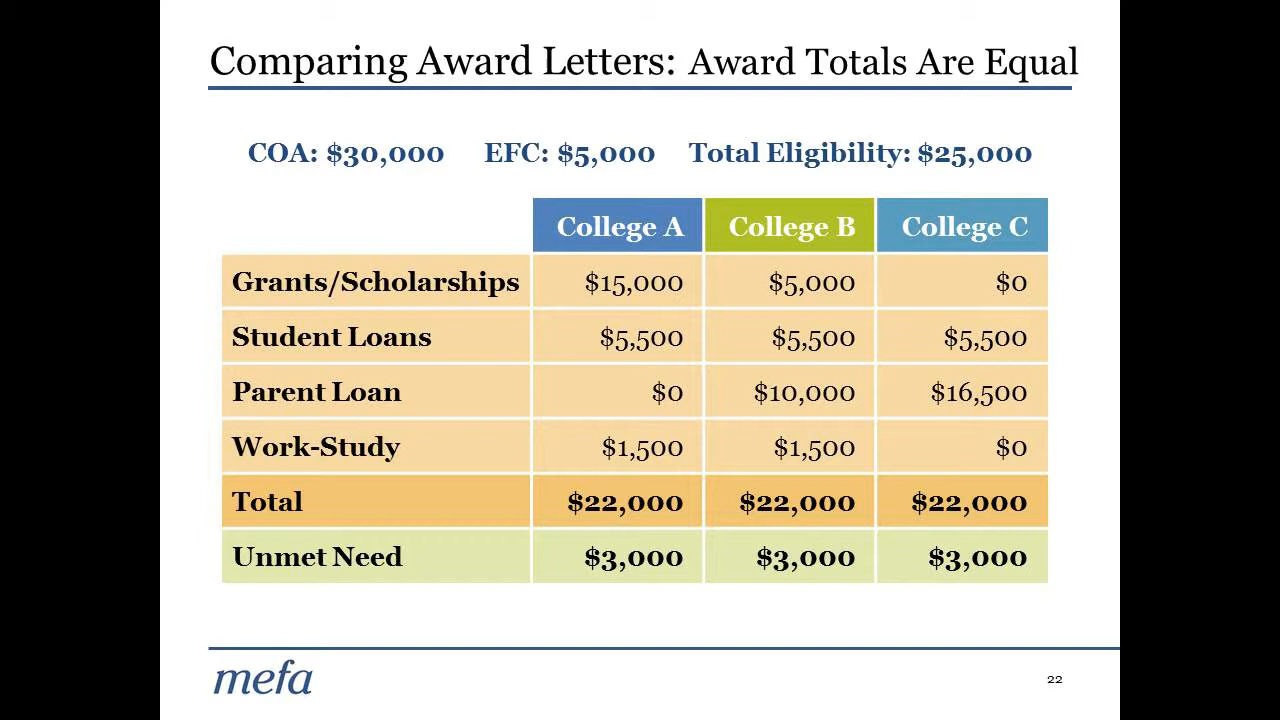 Comparing Award Letters: Award Totals Are Equal
COA: $30,000 EFC: $5,000 Total Eligibility: $25,000
College A College B College C
Grants/Scholarships $15,000 $5,000 $0
Student Loans $5,500 $5,500 $5,500
Parent Loan $0 $10,000 $16,500
Work-Study $1,500 $1,500 $0
Total $22,000 $22,000 $22,000
Unmet Need $3,000 $3,000 $3,000
mefa 22